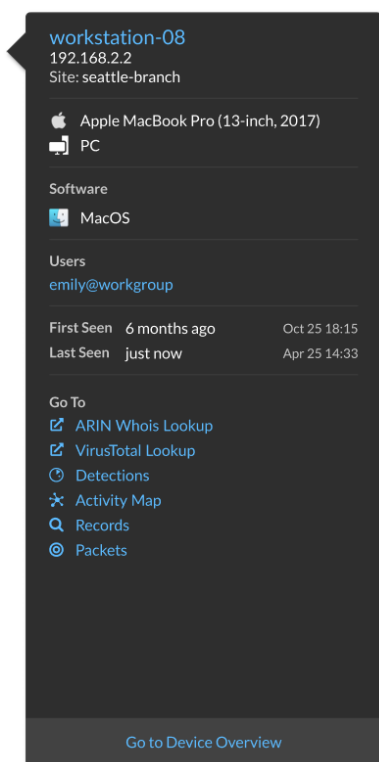 workstation-08
192.168.2.2
Site: seattle-branch
Apple MacBook Pro (13-inch, 2017)
PC
Software
MacOS
Users
emily@workgroup
First Seen 6 months ago Oct 25 18:15
Last Seen just now Apr 25 14:33
Go To
ARIN Whois Lookup
VirusTotal Lookup
Detections
Activity Map
Records
Packets
Go to Device Overview